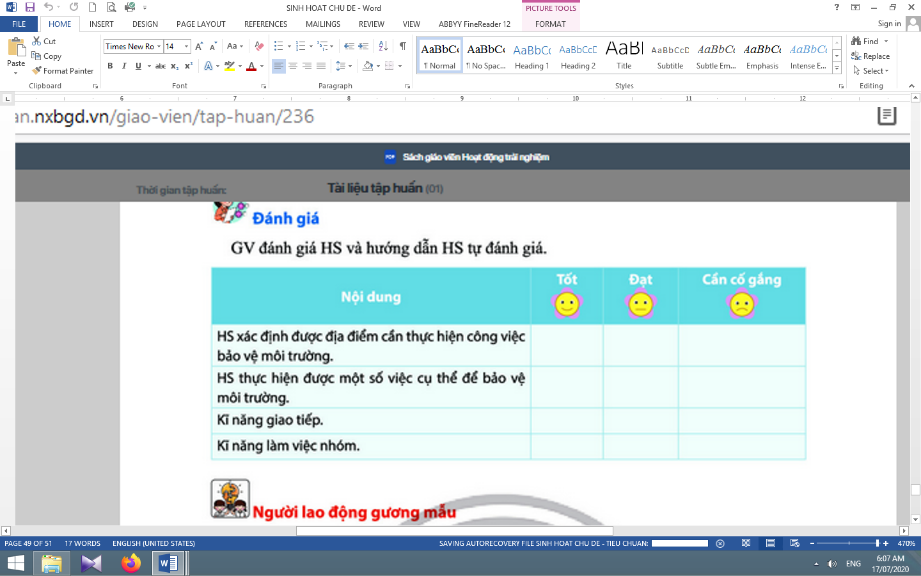 SINH HOAT CHU DE - Word
PICTURE TOOLS
Sign in
FILE HOME INSERT DESIGN PAGE LAYOUT REFERENCES MAILINGS REVIEW VIEW ABBYY FineReader 12 FORMAT
Paste
Cut
Copy
Format Painter
Clipboard
Times New Ro 14
Font
Paragraph
AaBbCc AaBbCc AaBbCc AaBbCcC AaBl AaBbCcD AaBbCc AaBbCc AaBbCc
¶ Normal ¶ No Spac... Heading 1 Heading 2 Title Subtitle Subtle Em... Emphasis Intense E...
Styles
Find
Replace
Select
Editing
6 7 8 9 10 11 12
an.nxbgd.vn/giao-vien/tap-huan/236
PDF Sách giáo viên Hoạt động trải nghiệm
Thời gian tập huấn: Tài liệu tập huấn (01)
Đánh giá
GV đánh giá HS và hướng dẫn HS tự đánh giá.
Nội dung Tốt Đạt Cần cố gắng
HS xác định được địa điểm cần thực hiện công việc
bảo vệ môi trường.
HS thực hiện được một số việc cụ thể để bảo vệ
môi trường.
Kĩ năng giao tiếp.
Kĩ năng làm việc nhóm.
Người lao động gương mẫu
PAGE 49 OF 51 17 WORDS ENGLISH (UNITED STATES) SAVING AUTORECOVERY FILE SINH HOAT CHU DE - TIEU CHUAN: 470%
ENG
6:07 AM
17/07/2020